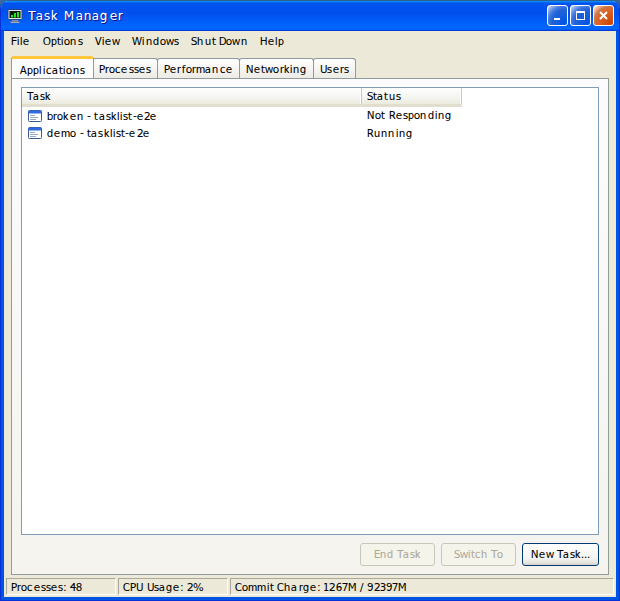 Task Manager
File Options View Windows Shut Down Help
Applications Processes Performance Networking Users
Task Status
broken - tasklist-e2e Not Responding
demo - tasklist-e2e Running
End Task Switch To New Task...
Processes: 48 CPU Usage: 2% Commit Charge: 1267M / 92397M